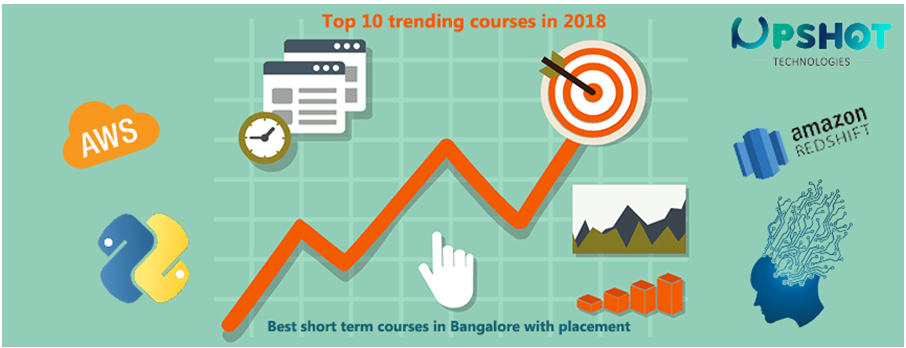 Top 10 trending courses in 2018
UPSHOT
TECHNOLOGIES
AWS
amazon
REDSHIFT
Best short term courses in Bangalore with placement